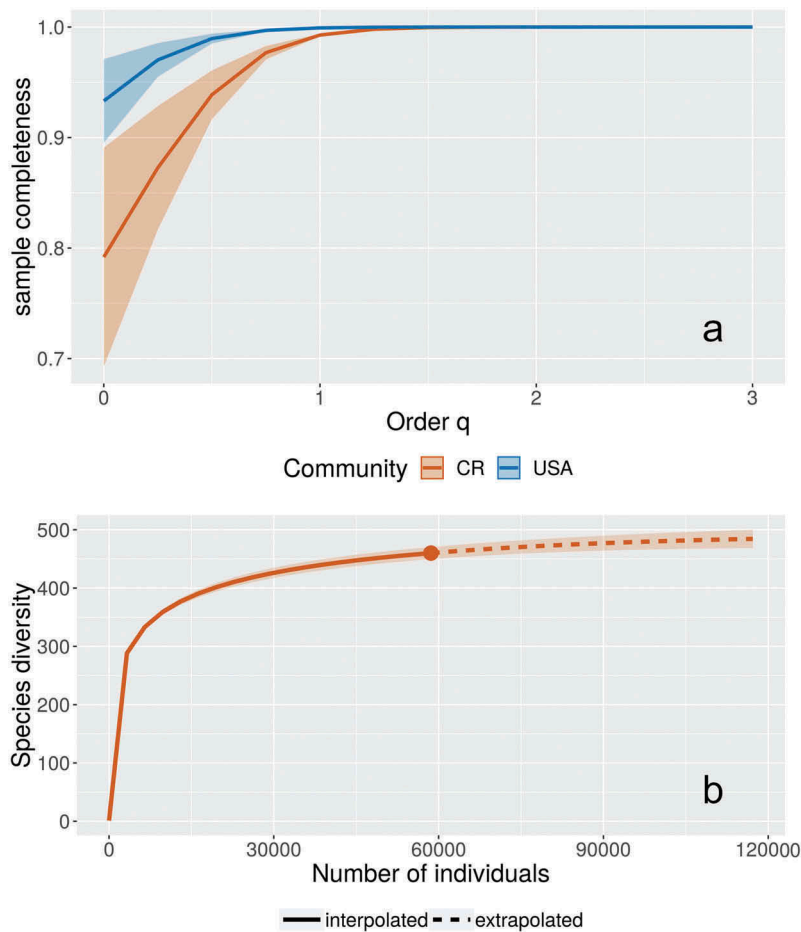 1.0
0.9
0.8
0.7
sample completeness
a
0 1 2 3
Order q
Community CR USA
500
400
300
200
100
0
Species diversity
b
0 30000 60000 90000 120000
Number of individuals
interpolated extrapolated